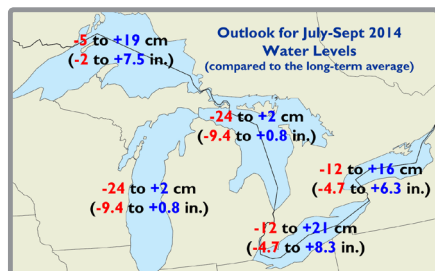 Outlook for July-Sept 2014
Water Levels
(compared to the long-term average)
-5 to +19 cm
(-2 to +7.5 in.)
-24 to +2 cm
(-9.4 to +0.8 in.)
-12 to +16 cm
(-4.7 to +6.3 in.)
-24 to +2 cm
(-9.4 to +0.8 in.)
-12 to +21 cm
(-4.7 to +8.3 in.)